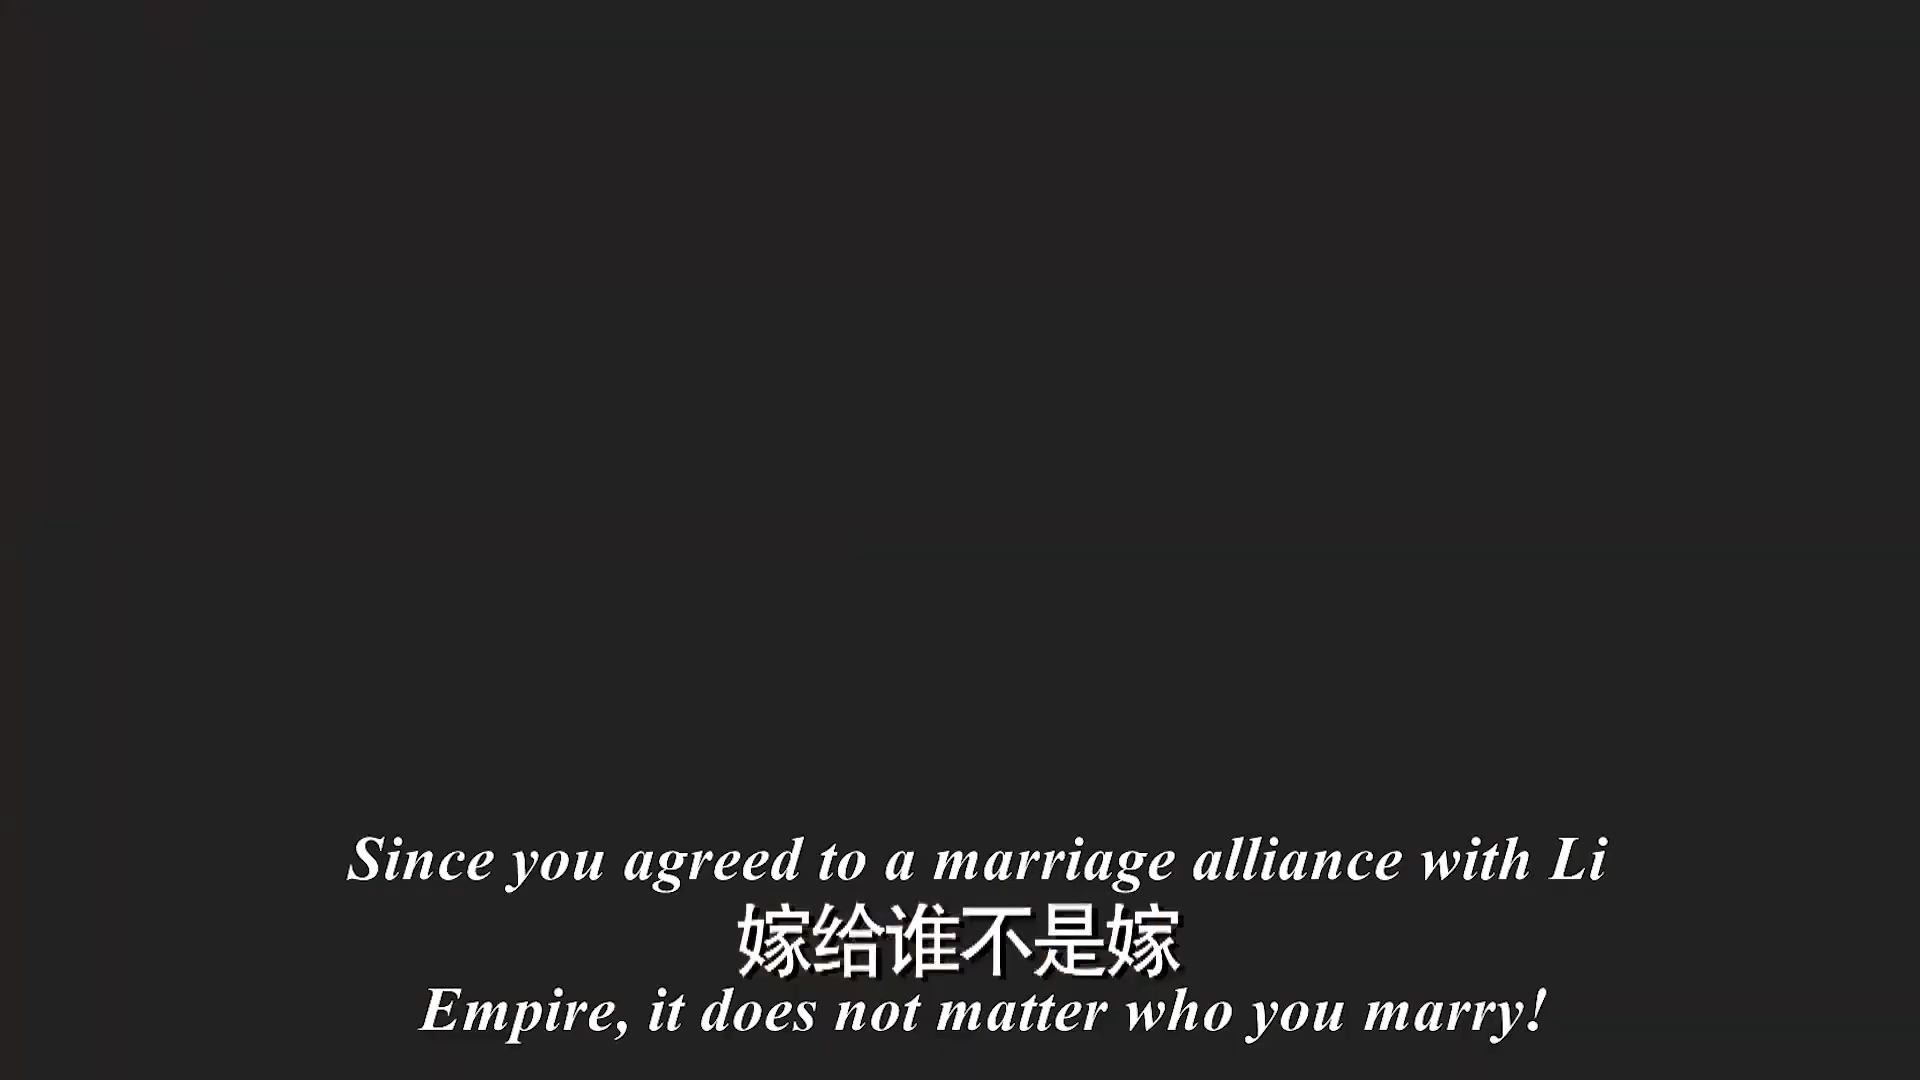 Since you agreed to a marriage alliance with Li
嫁给谁不是嫁
Empire, it does not matter who you marry!